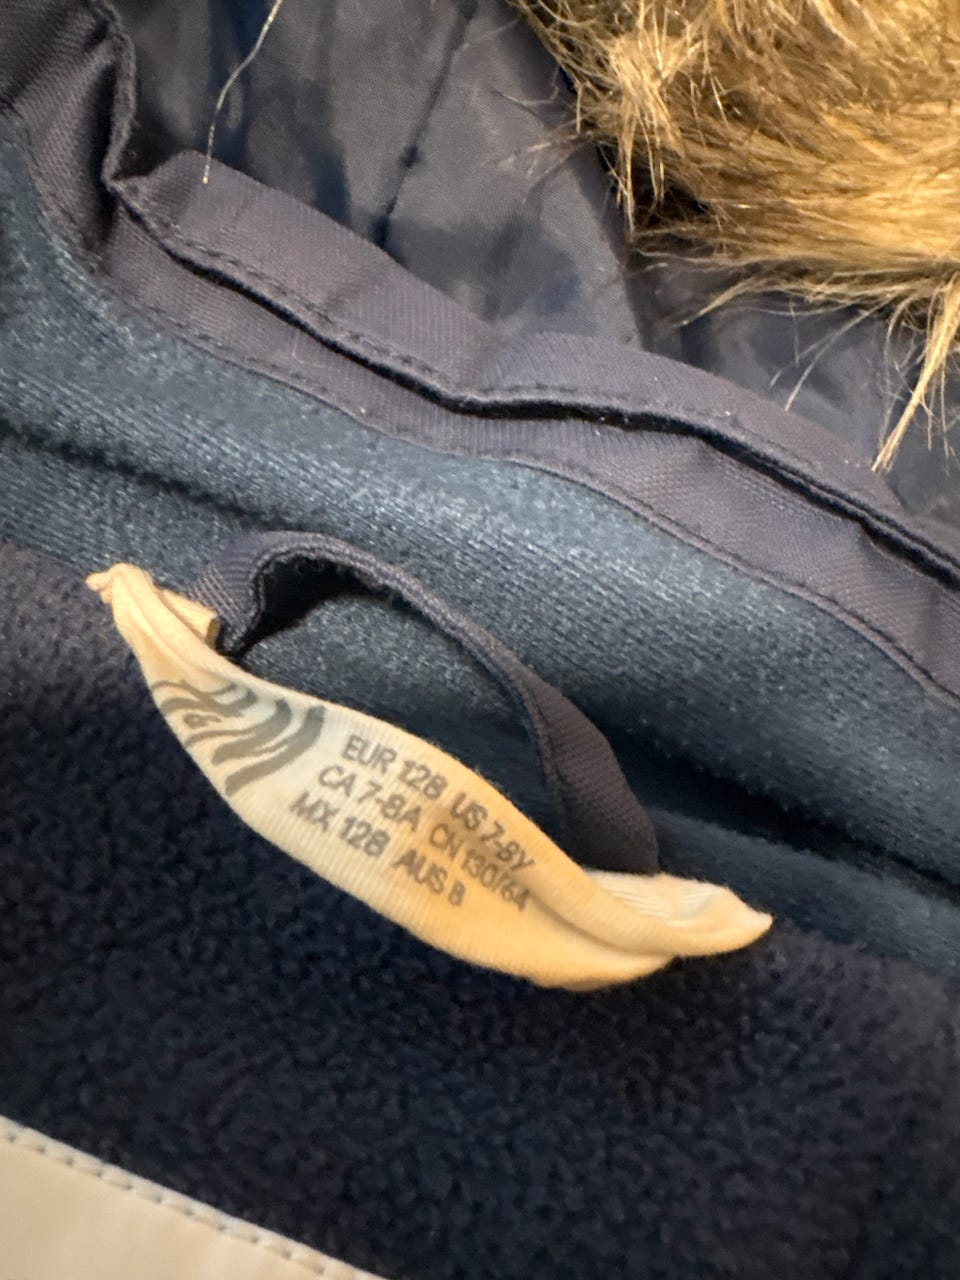 EUR 128 US 7-8Y
CA 7-8A CN 130/64
MX 128 AUS 8